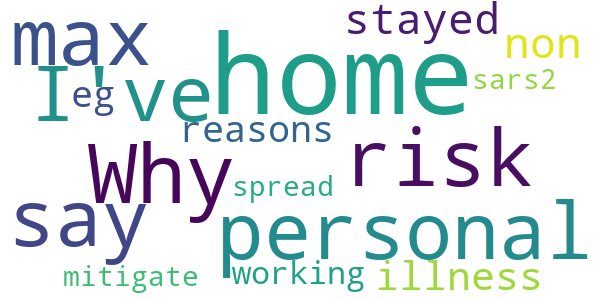 max stayed non
I've eg home sars2
reasons
Why risk
spread
say personal
mitigate working illness